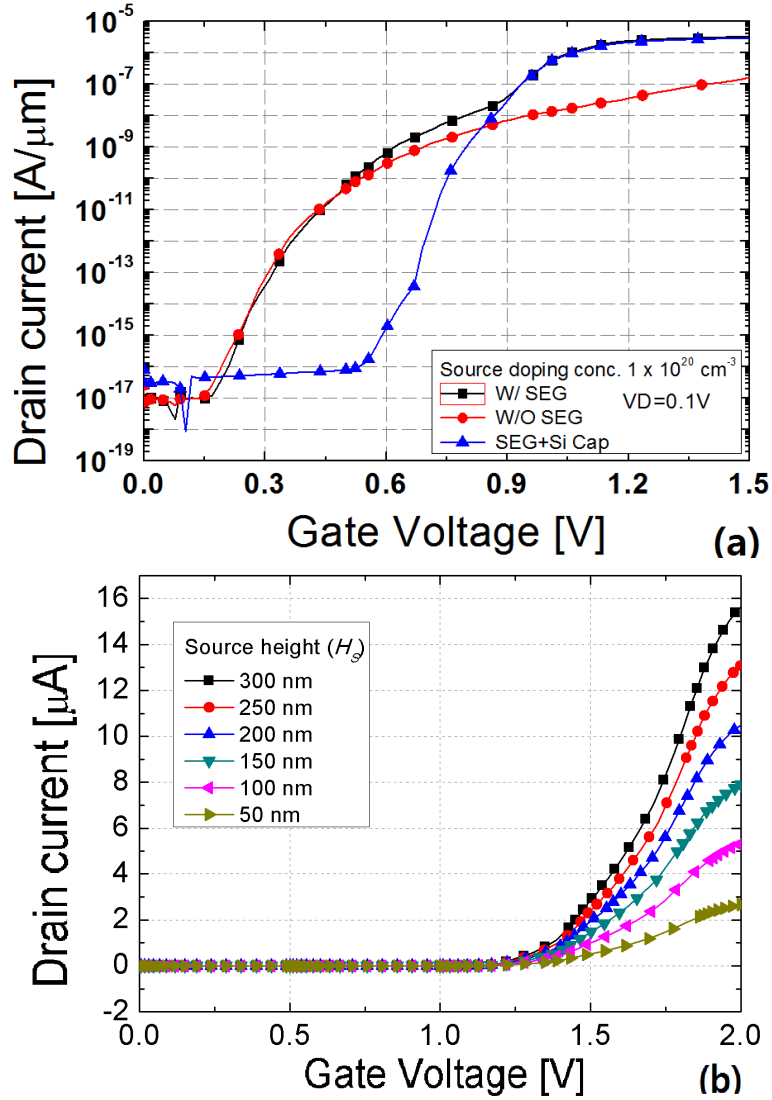 10⁻⁵
10⁻⁷
10⁻⁹
10⁻¹¹
10⁻¹³
10⁻¹⁵
10⁻¹⁷
10⁻¹⁹
Drain current [A/μm]
Source doping conc. 1 x 10²⁰ cm⁻³
W/ SEG
VD=0.1V
W/O SEG
SEG+Si Cap
0.0 0.3 0.6 0.9 1.2 1.5
Gate Voltage [V]
(a)
16
14
12
10
8
6
4
2
0
-2
Drain current [μA]
Source height (H_S)
300 nm
250 nm
200 nm
150 nm
100 nm
50 nm
0.0 0.5 1.0 1.5 2.0
Gate Voltage [V]
(b)